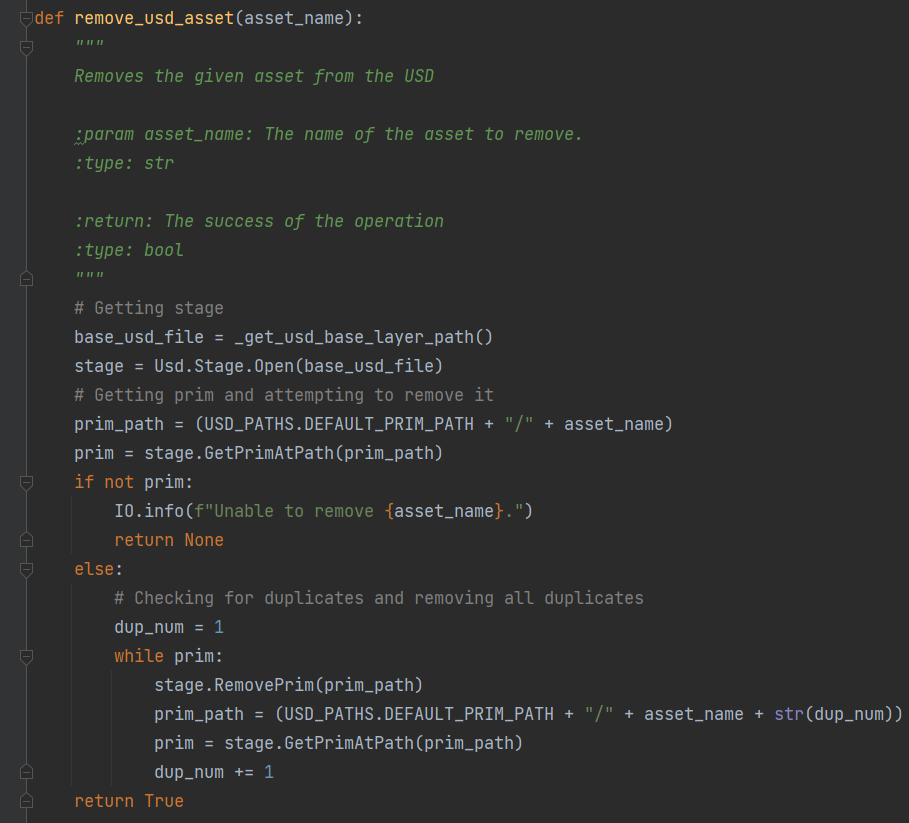 def remove_usd_asset(asset_name):
"""
Removes the given asset from the USD
:param asset_name: The name of the asset to remove.
:type: str
:return: The success of the operation
:type: bool
"""
# Getting stage
base_usd_file = _get_usd_base_layer_path()
stage = Usd.Stage.Open(base_usd_file)
# Getting prim and attempting to remove it
prim_path = (USD_PATHS.DEFAULT_PRIM_PATH + "/" + asset_name)
prim = stage.GetPrimAtPath(prim_path)
if not prim:
IO.info(f"Unable to remove {asset_name}.")
return None
else:
# Checking for duplicates and removing all duplicates
dup_num = 1
while prim:
stage.RemovePrim(prim_path)
prim_path = (USD_PATHS.DEFAULT_PRIM_PATH + "/" + asset_name + str(dup_num))
prim = stage.GetPrimAtPath(prim_path)
dup_num += 1
return True